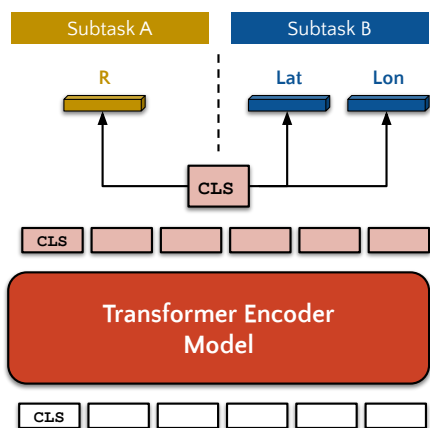 Subtask A
Subtask B
R
Lat
Lon
CLS
CLS
Transformer Encoder
Model
CLS